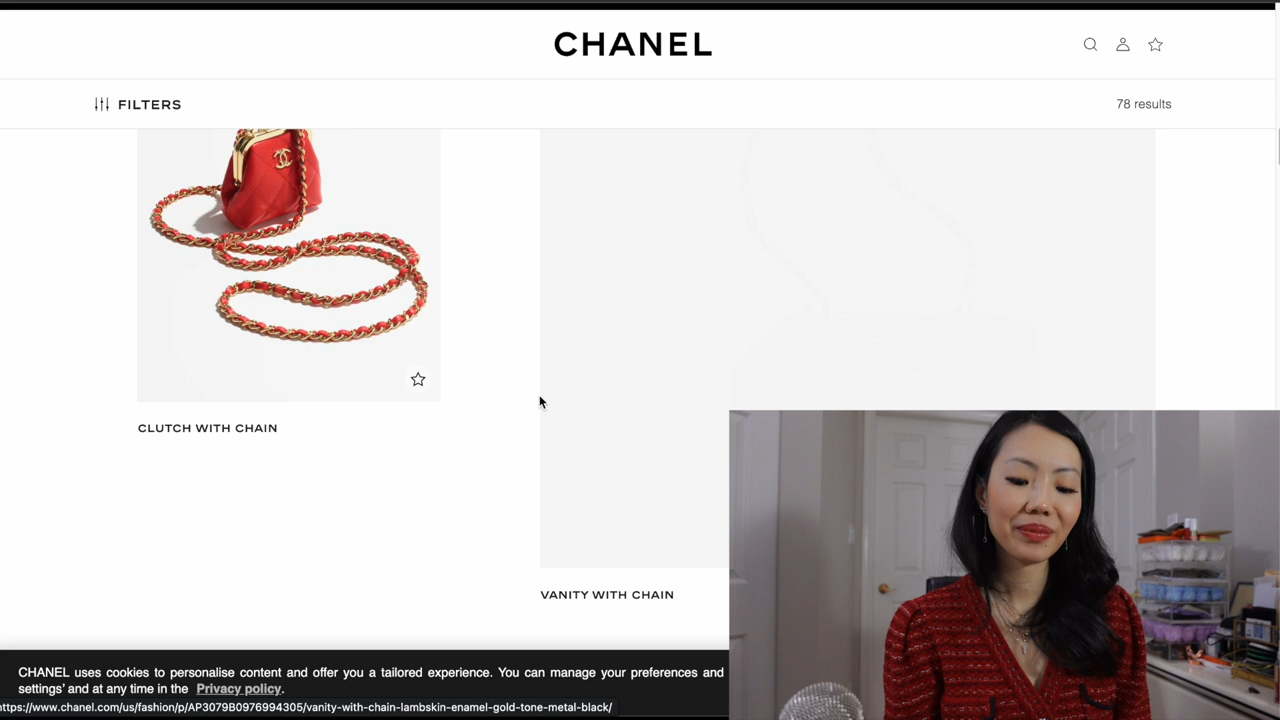 CHANEL
FILTERS
78 results
CLUTCH WITH CHAIN
VANITY WITH CHAIN
CHANEL uses cookies to personalise content and offer you a tailored experience. You can manage your preferences and
settings' and at any time in the Privacy policy.
https://www.chanel.com/us/fashion/p/AP3079B0976994305/vanity-with-chain-lambskin-enamel-gold-tone-metal-black/